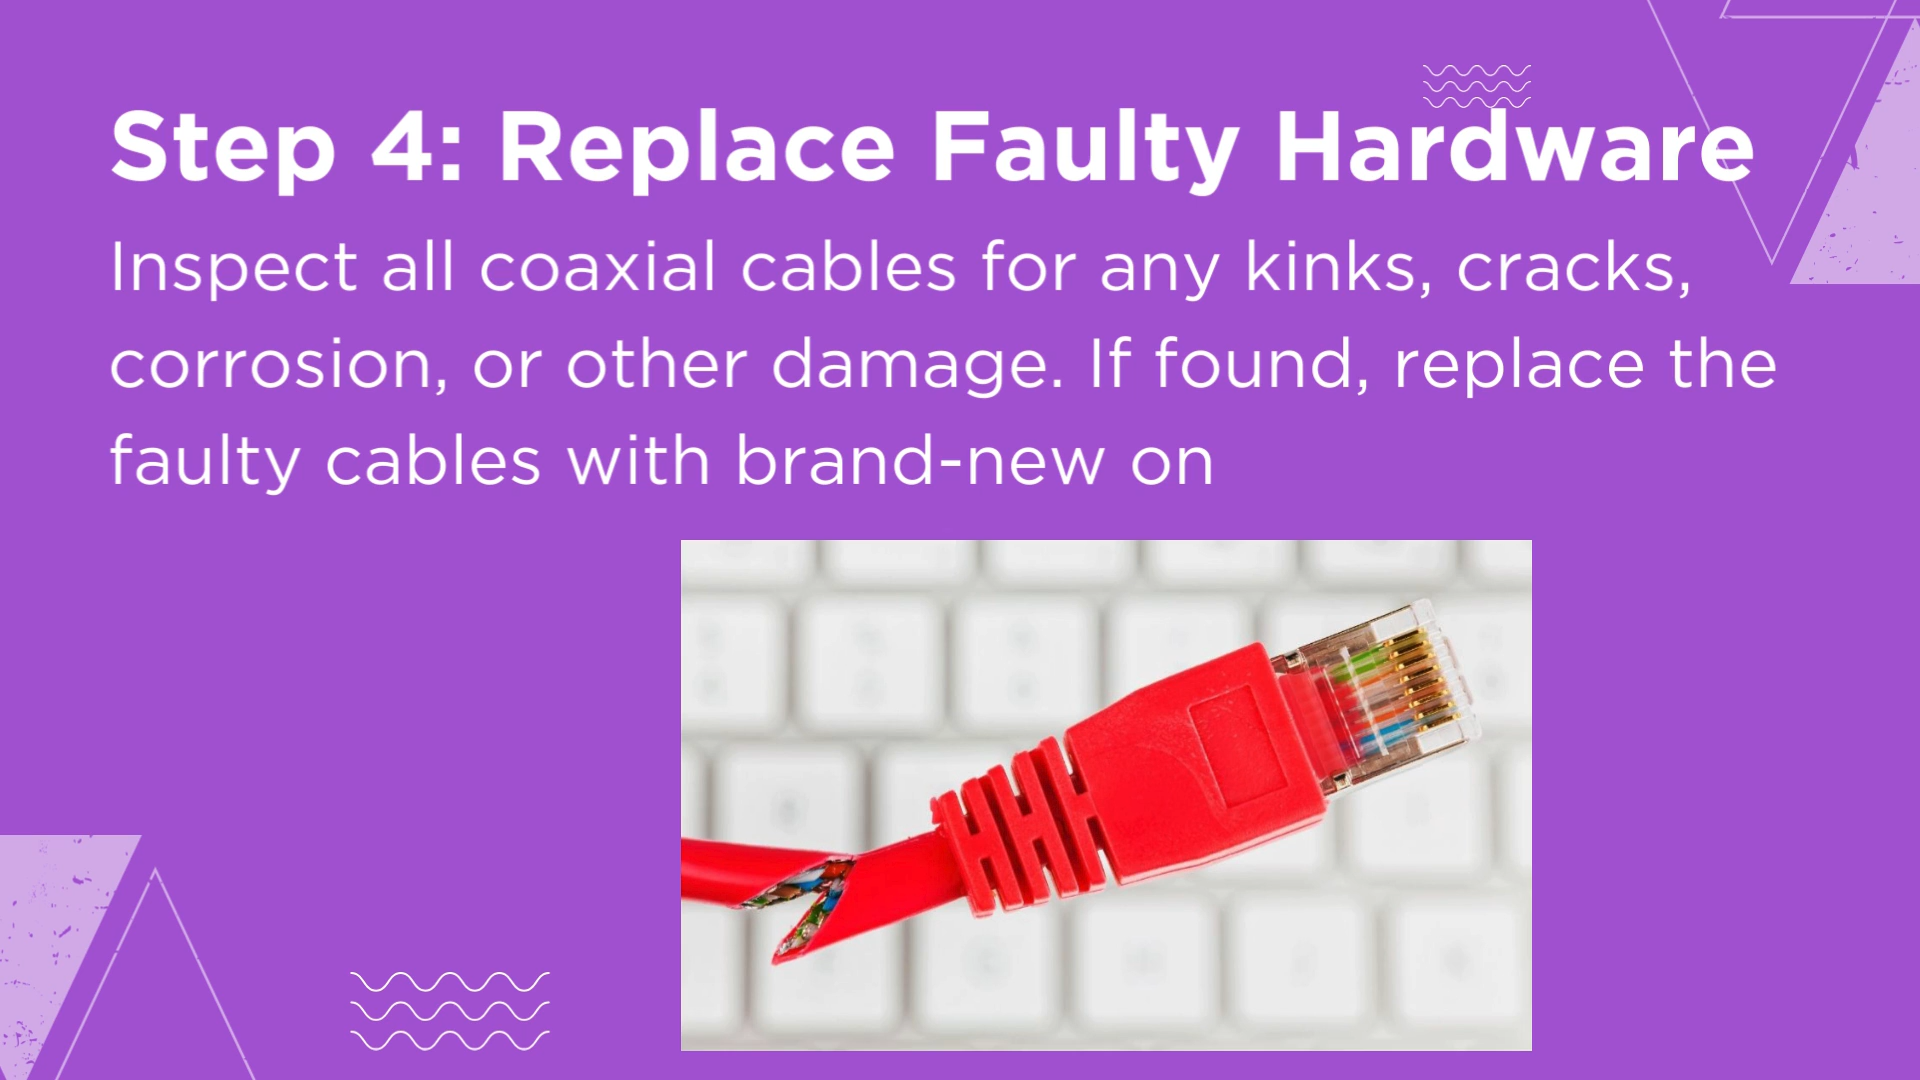 Step 4: Replace Faulty Hardware
Inspect all coaxial cables for any kinks, cracks,
corrosion, or other damage. If found, replace the
faulty cables with brand-new on